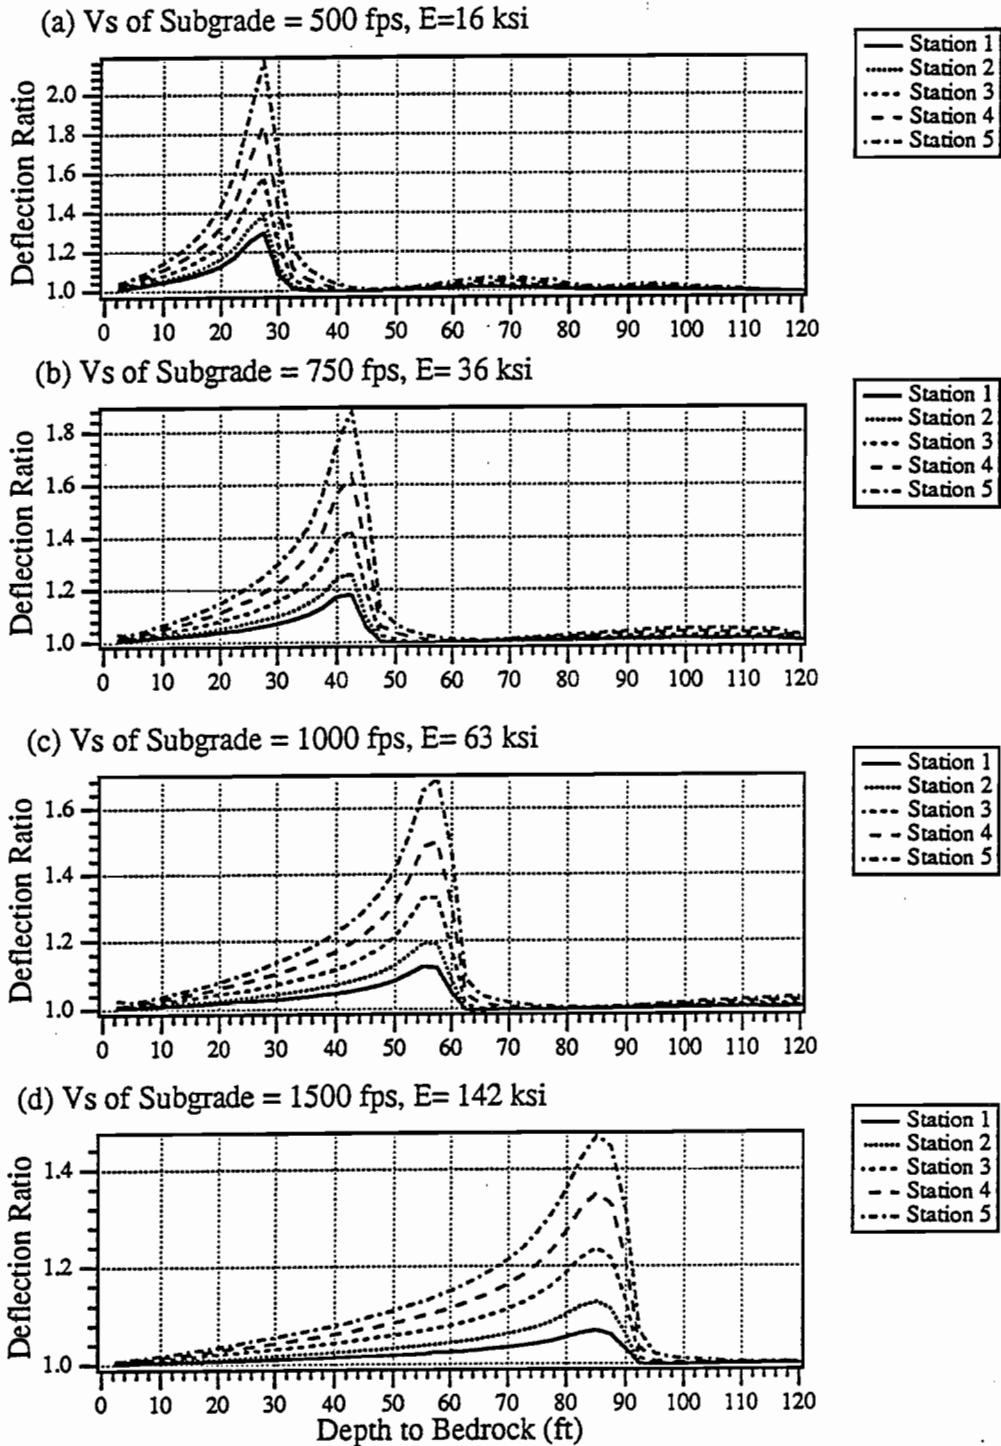 (a) Vs of Subgrade = 500 fps, E=16 ksi
Deflection Ratio
2.0
1.8
1.6
1.4
1.2
1.0
0 10 20 30 40 50 60 70 80 90 100 110 120
Station 1
Station 2
Station 3
Station 4
Station 5
(b) Vs of Subgrade = 750 fps, E= 36 ksi
Deflection Ratio
1.8
1.6
1.4
1.2
1.0
0 10 20 30 40 50 60 70 80 90 100 110 120
Station 1
Station 2
Station 3
Station 4
Station 5
(c) Vs of Subgrade = 1000 fps, E= 63 ksi
Deflection Ratio
1.6
1.4
1.2
1.0
0 10 20 30 40 50 60 70 80 90 100 110 120
Station 1
Station 2
Station 3
Station 4
Station 5
(d) Vs of Subgrade = 1500 fps, E= 142 ksi
Deflection Ratio
1.4
1.2
1.0
0 10 20 30 40 50 60 70 80 90 100 110 120
Depth to Bedrock (ft)
Station 1
Station 2
Station 3
Station 4
Station 5